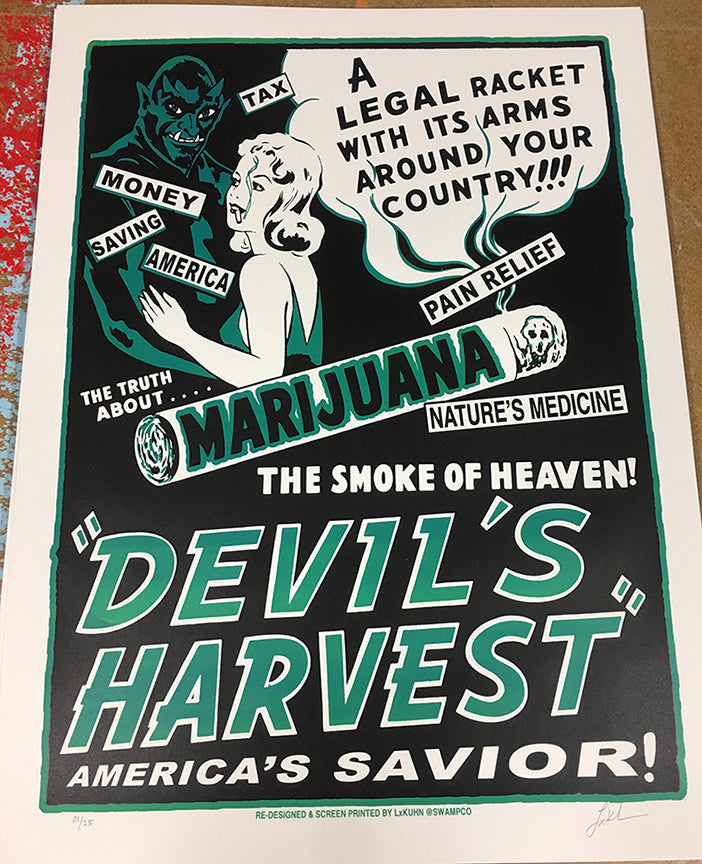 TAX
A
LEGAL RACKET
WITH ITS ARMS
AROUND YOUR
COUNTRY!!!
MONEY
SAVING
AMERICA
PAIN RELIEF
THE TRUTH
ABOUT....
MARIJUANA
NATURE'S MEDICINE
THE SMOKE OF HEAVEN!
"DEVIL'S
HARVEST"
AMERICA'S SAVIOR!
RE-DESIGNED & SCREEN PRINTED BY LxKUHN @SWAMPCO
01/25